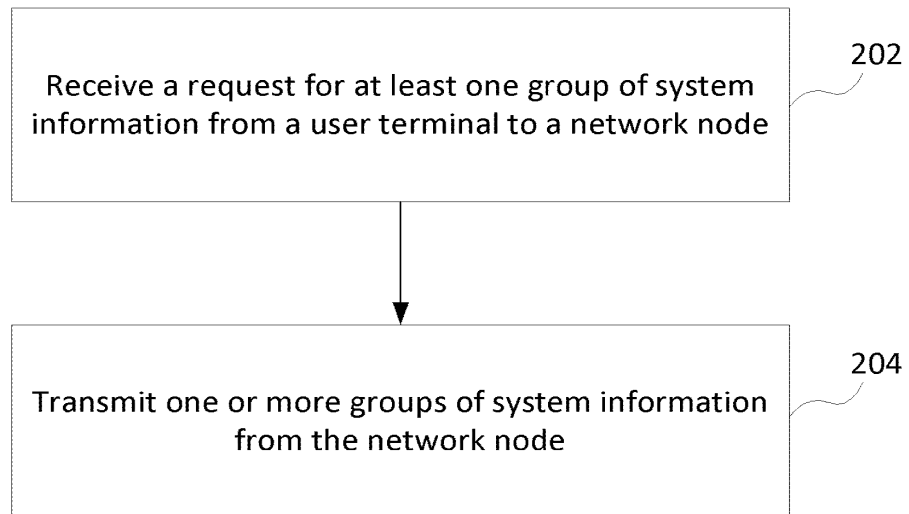 202
Receive a request for at least one group of system
information from a user terminal to a network node
204
Transmit one or more groups of system information
from the network node